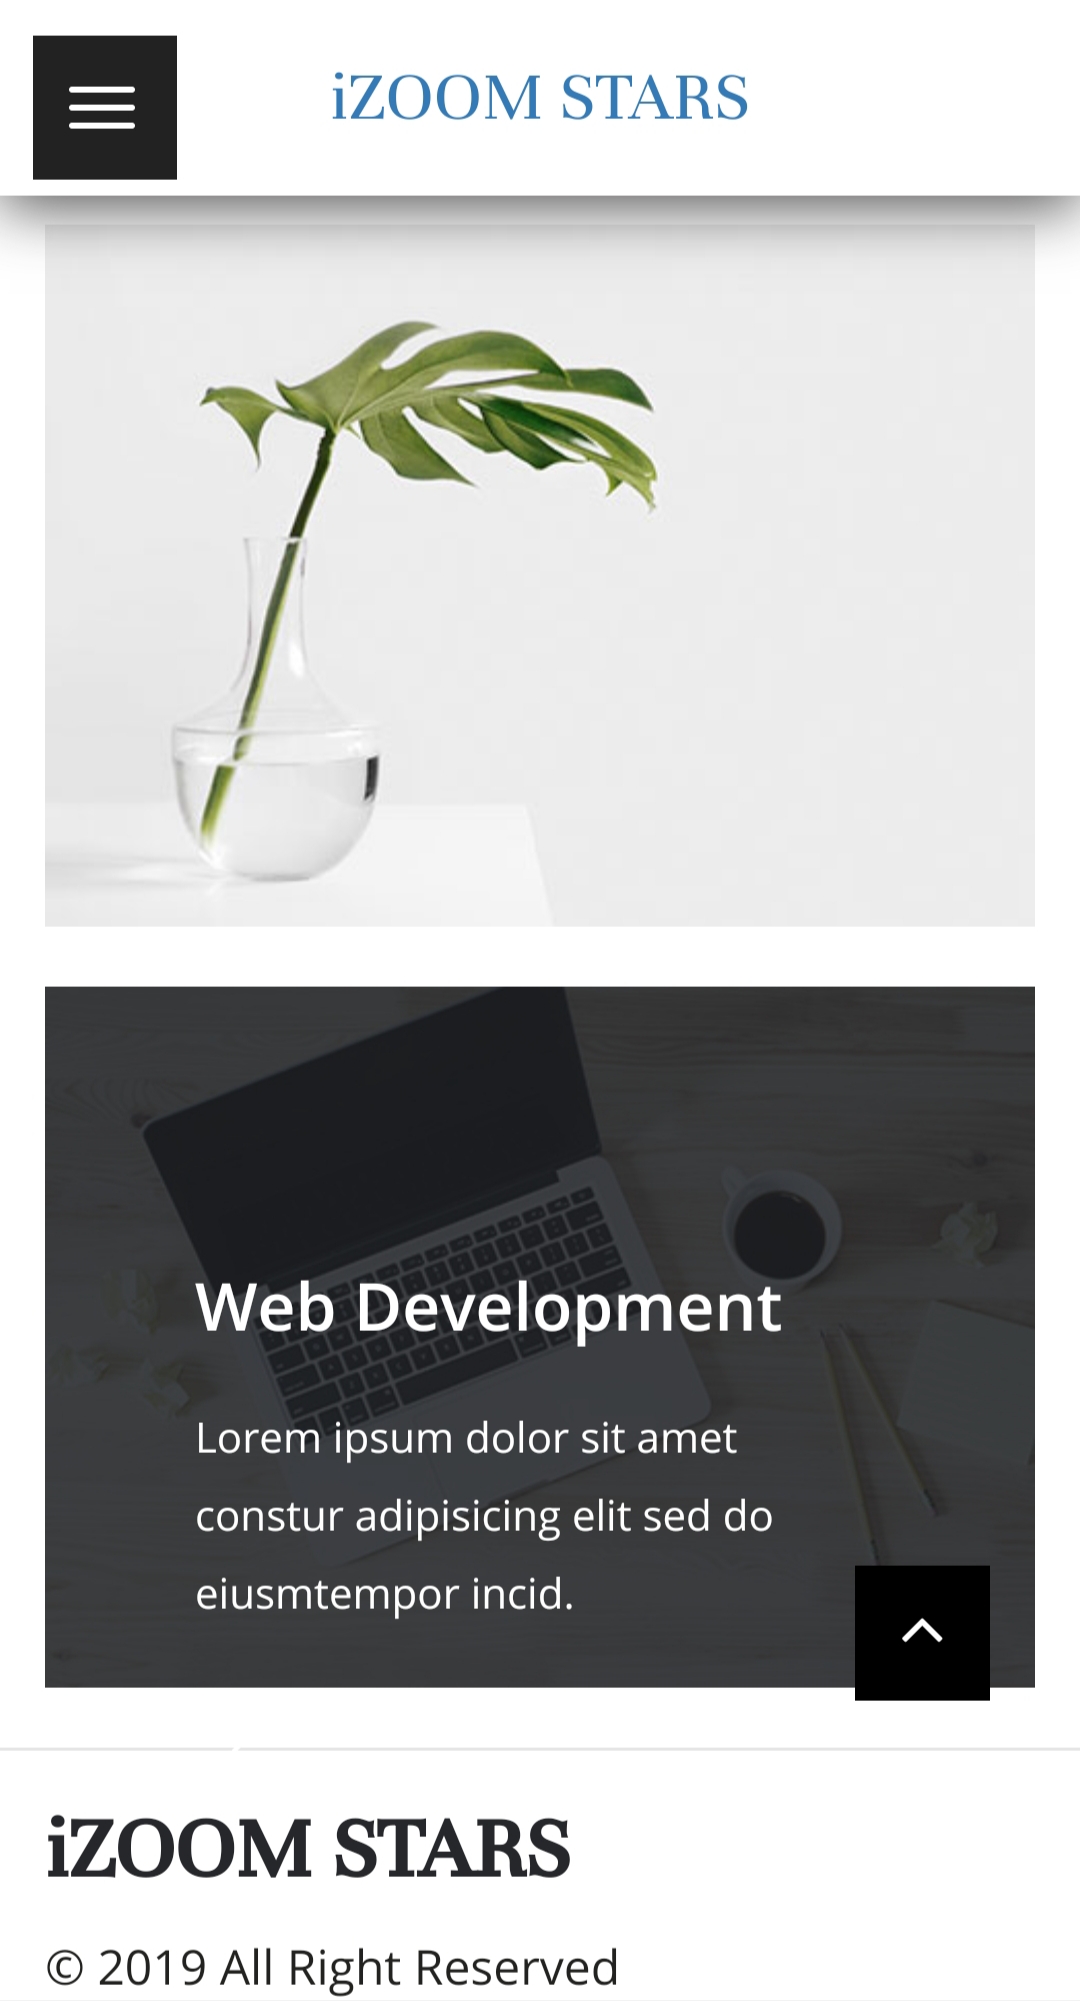 iZOOM STARS
Web Development
Lorem ipsum dolor sit amet
constur adipisicing elit sed do
eiusmtempor incid.
iZOOM STARS
© 2019 All Right Reserved